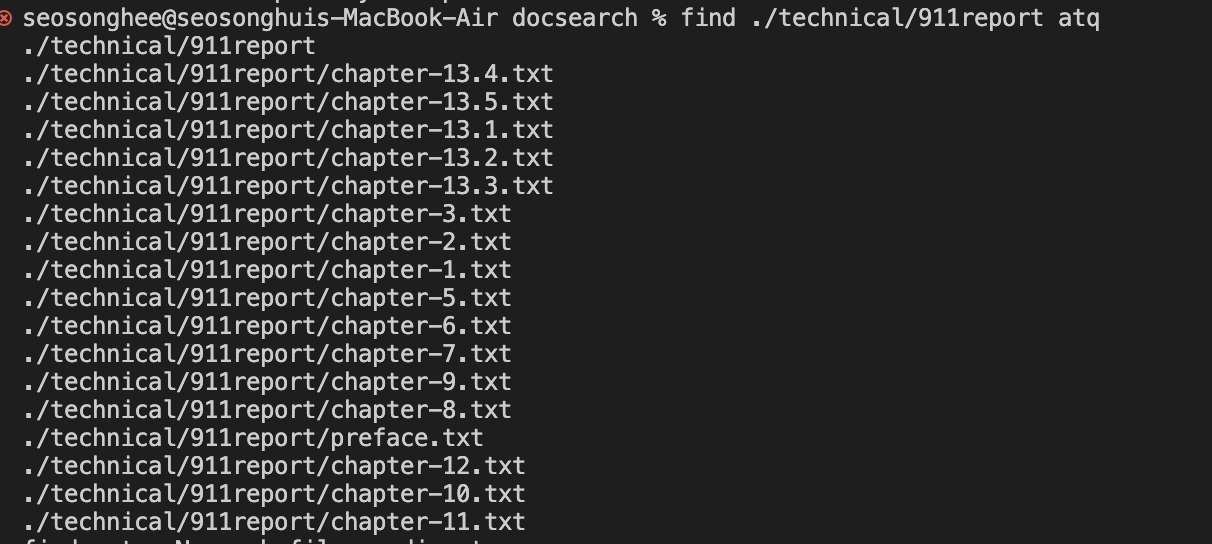 seosonghee@seosonghuis-MacBook-Air docsearch % find ./technical/911report atq
./technical/911report
./technical/911report/chapter-13.4.txt
./technical/911report/chapter-13.5.txt
./technical/911report/chapter-13.1.txt
./technical/911report/chapter-13.2.txt
./technical/911report/chapter-13.3.txt
./technical/911report/chapter-3.txt
./technical/911report/chapter-2.txt
./technical/911report/chapter-1.txt
./technical/911report/chapter-5.txt
./technical/911report/chapter-6.txt
./technical/911report/chapter-7.txt
./technical/911report/chapter-9.txt
./technical/911report/chapter-8.txt
./technical/911report/preface.txt
./technical/911report/chapter-12.txt
./technical/911report/chapter-10.txt
./technical/911report/chapter-11.txt